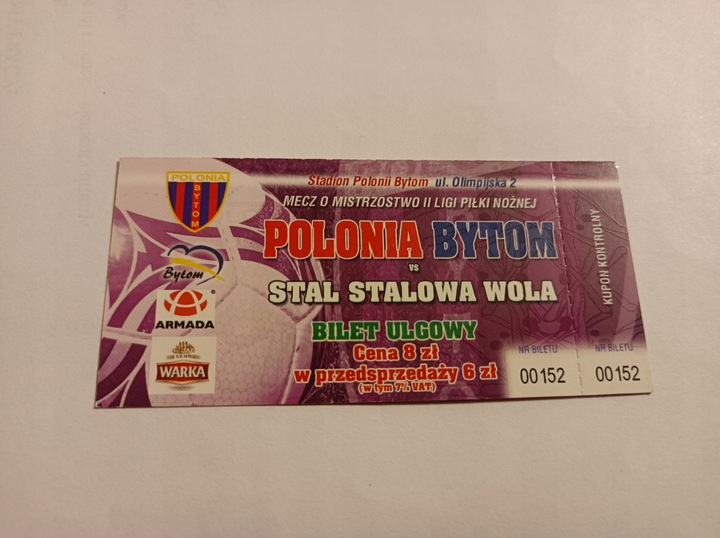 POLONIA
BYTOM
Stadion Polonii Bytom ul. Olimpijska 2
MECZ O MISTRZOSTWO II LIGI PIŁKI NOŻNEJ
POLONIA BYTOM
vs
STAL STALOWA WOLA
BILET ULGOWY
Cena 8 zł
w przedsprzedaży 6 zł
(w tym 7% VAT)
Bytom
ARMADA
WARKA
NR BILETU
00152
KUPON KONTROLNY
NR BILETU
00152